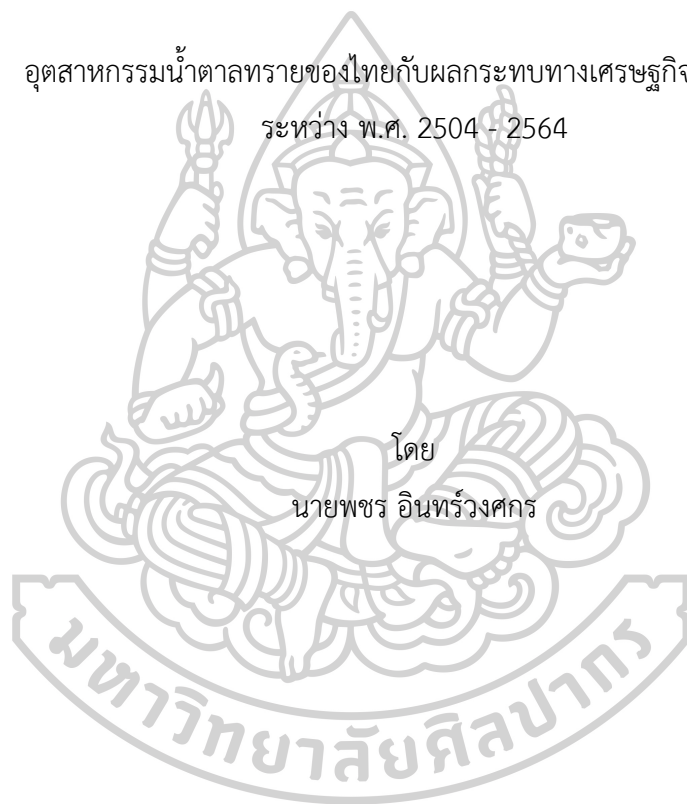 อุตสาหกรรมน้ำตาลทรายของไทยกับผลกระทบทางเศรษฐกิจ
ระหว่าง พ.ศ. 2504 - 2564
โดย
นายพชร อินทร์วงศกร
มหาวิทยาลัยศิลปากร